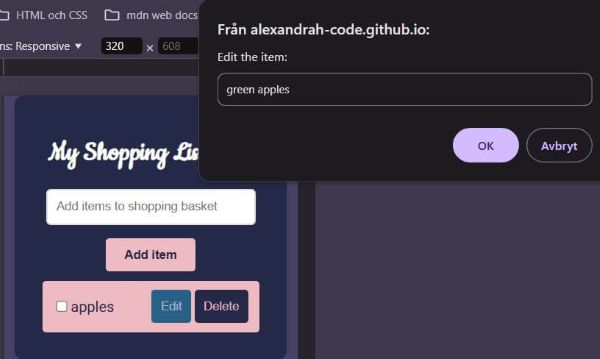 HTML och CSS
mdn web docs
ns: Responsive ▼ 320 × 608
Från alexandrah-code.github.io:
Edit the item:
green apples
OK
Avbryt
My Shopping
Add items to shopping basket
Add item
apples
Edit
Delete